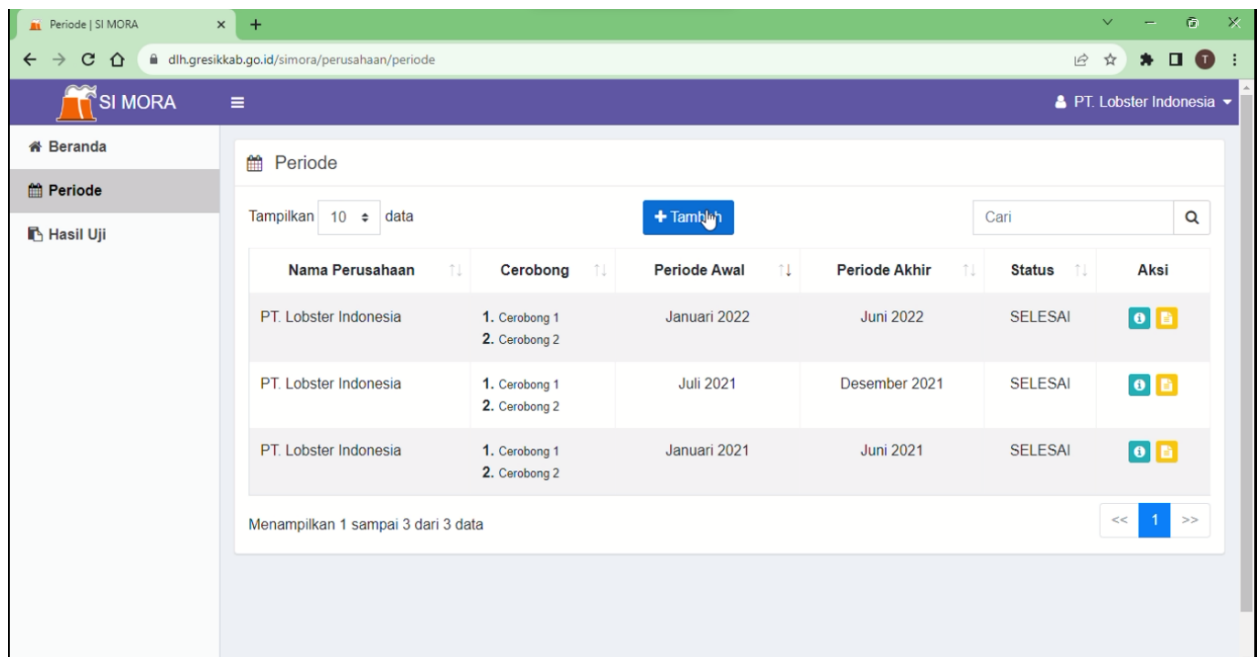 Periode | SI MORA
dlh.gresikkab.go.id/simora/perusahaan/periode
T
SI MORA
PT. Lobster Indonesia
Beranda
Periode
Hasil Uji
Periode
Tampilkan 10 data
Cari
Nama Perusahaan Cerobong Periode Awal Periode Akhir Status Aksi
PT. Lobster Indonesia 1. Cerobong 1 Januari 2022 Juni 2022 SELESAI
2. Cerobong 2
PT. Lobster Indonesia 1. Cerobong 1 Juli 2021 Desember 2021 SELESAI
2. Cerobong 2
PT. Lobster Indonesia 1. Cerobong 1 Januari 2021 Juni 2021 SELESAI
2. Cerobong 2
Menampilkan 1 sampai 3 dari 3 data
<< 1 >>